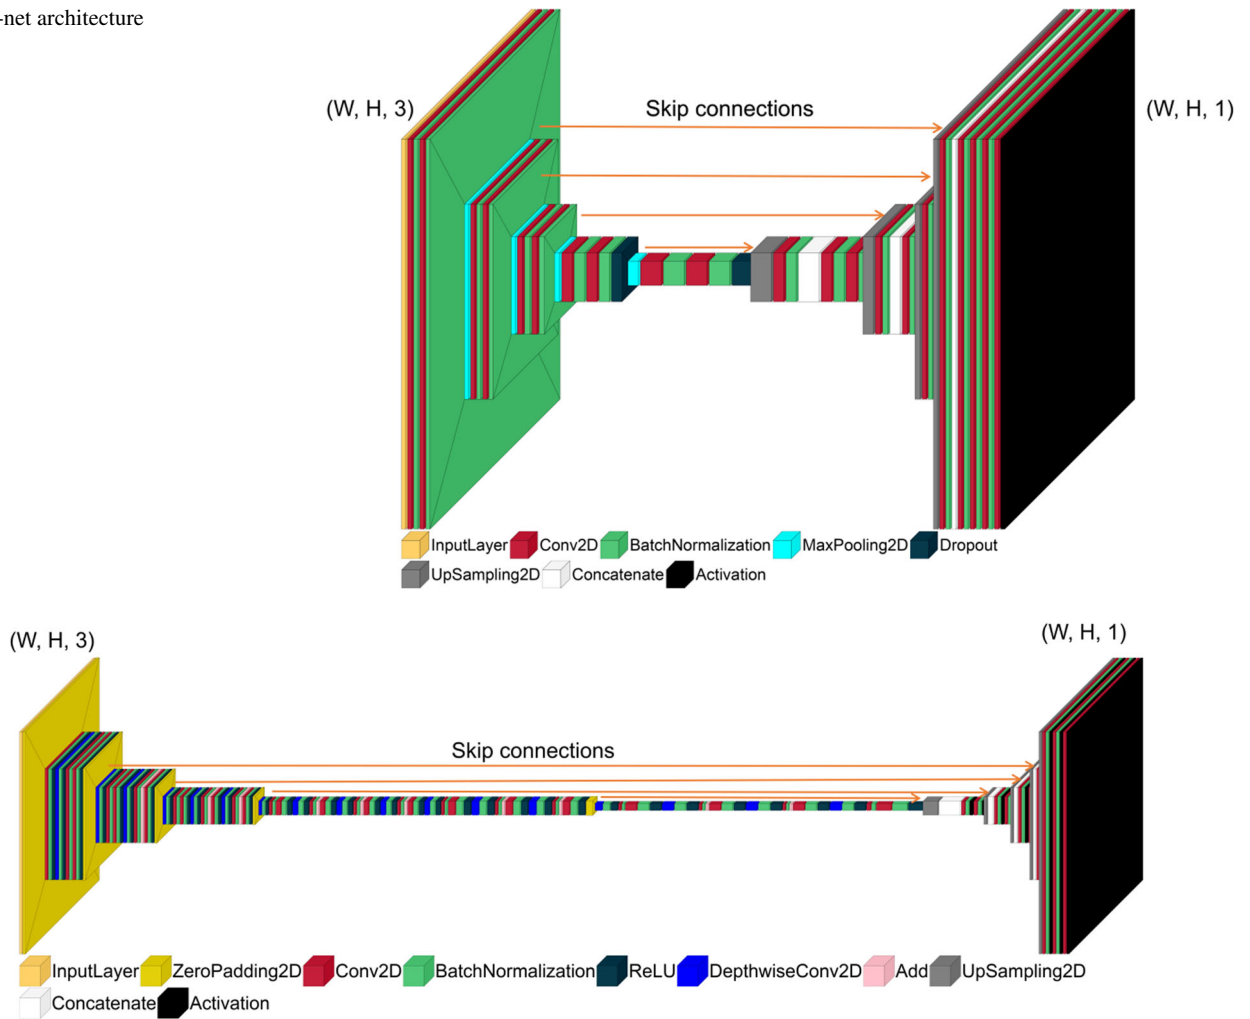 -net architecture
(W, H, 3) Skip connections (W, H, 1)
InputLayer Conv2D BatchNormalization MaxPooling2D Dropout
UpSampling2D Concatenate Activation
(W, H, 3) (W, H, 1)
Skip connections
InputLayer ZeroPadding2D Conv2D BatchNormalization ReLU DepthwiseConv2D Add UpSampling2D
Concatenate Activation